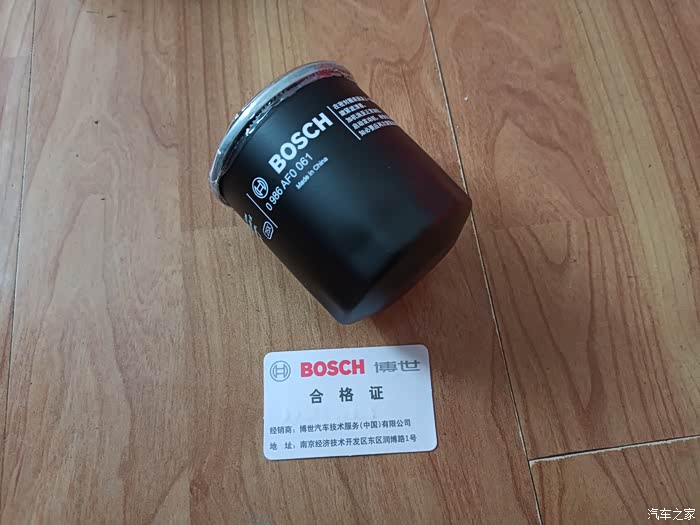 BOSCH
0 986 AF0 061
Made in China
BOSCH 博世
合格证
经销商：博世汽车技术服务(中国)有限公司
地 址：南京经济技术开发区东区润博路1号
汽车之家